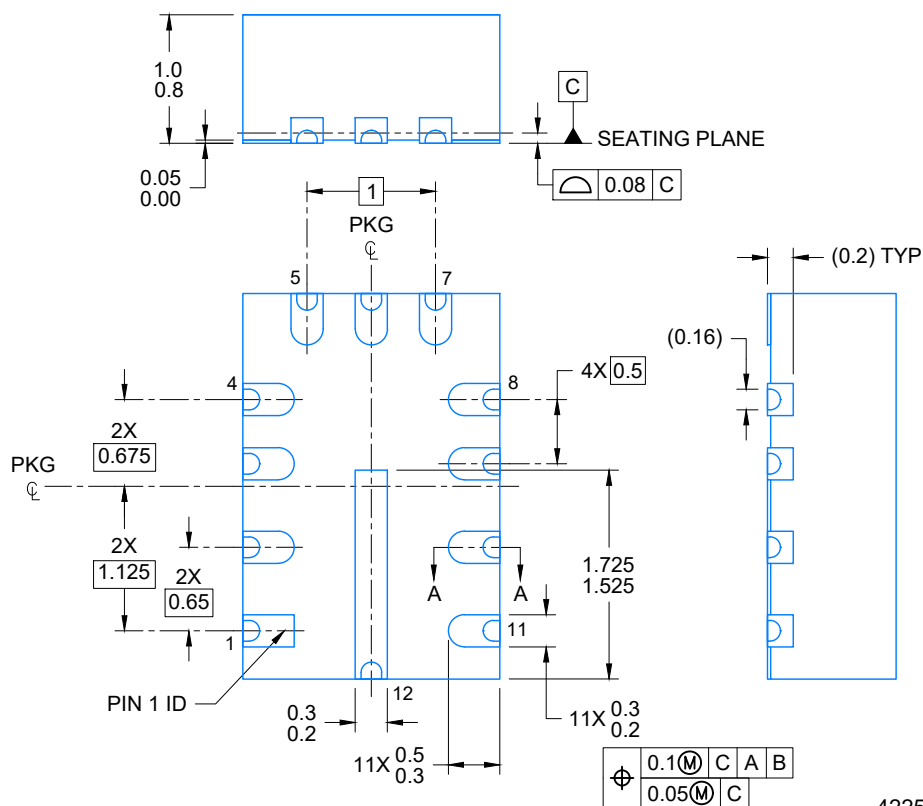 1.0
0.8
C
SEATING PLANE
0.05
0.00
0.08 C
1
PKG
℄
5
7
(0.2) TYP
(0.16)
4
8
4X 0.5
2X
0.675
PKG
℄
2X
1.125
2X
0.65
A
A
1.725
1.525
1
11
PIN 1 ID
12
0.3
0.2
11X 0.3
0.2
11X 0.5
0.3
0.1Ⓜ C A B
0.05Ⓜ C